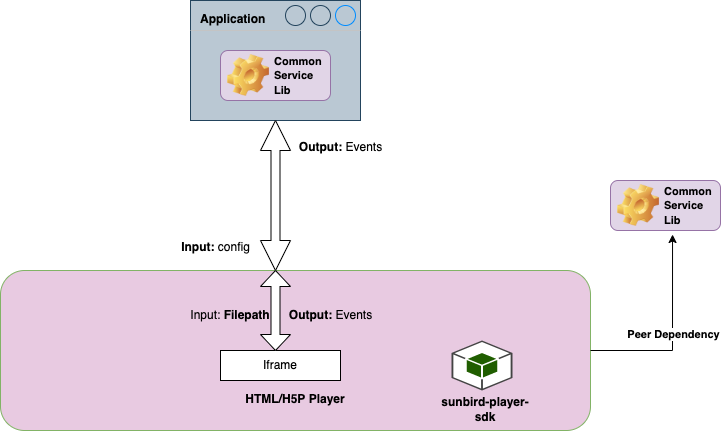 Application
Common
Service
Lib
Output: Events
Common
Service
Lib
Input: config
Input: Filepath
Output: Events
Peer Dependency
Iframe
HTML/H5P Player
sunbird-player-
sdk